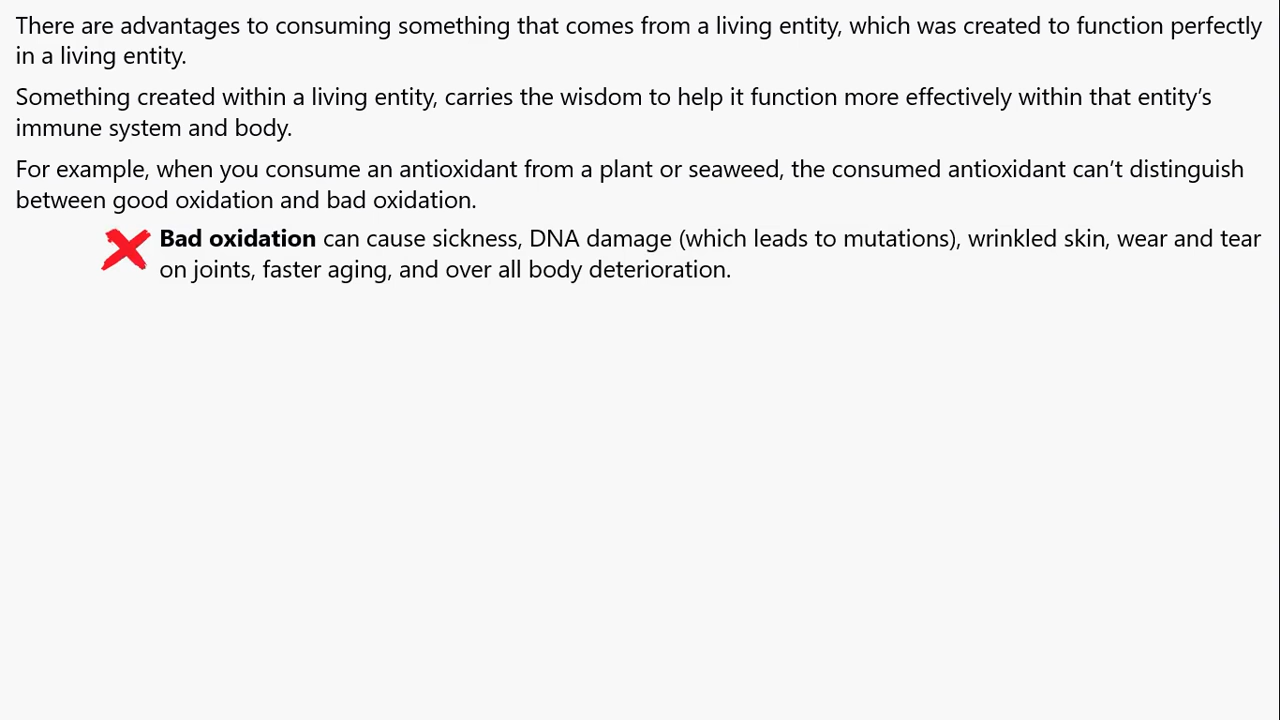 There are advantages to consuming something that comes from a living entity, which was created to function perfectly
in a living entity.
Something created within a living entity, carries the wisdom to help it function more effectively within that entity’s
immune system and body.
For example, when you consume an antioxidant from a plant or seaweed, the consumed antioxidant can’t distinguish
between good oxidation and bad oxidation.
Bad oxidation can cause sickness, DNA damage (which leads to mutations), wrinkled skin, wear and tear
on joints, faster aging, and over all body deterioration.